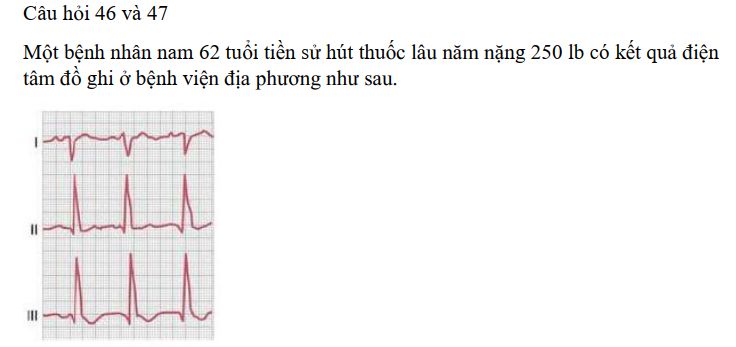 Câu hỏi 46 và 47
Một bệnh nhân nam 62 tuổi tiền sử hút thuốc lâu năm nặng 250 lb có kết quả điện
tâm đồ ghi ở bệnh viện địa phương như sau.
I
II
III